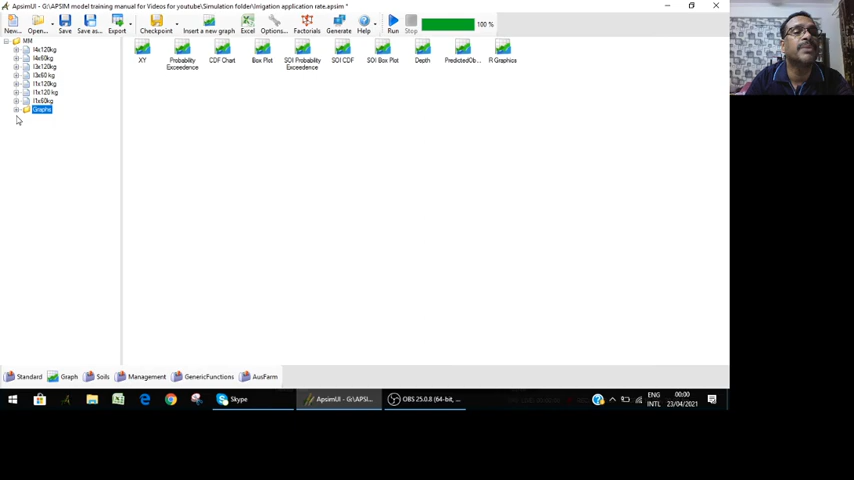 ApsimUI - G:\APSIM model training manual for Videos for youtube\Simulation folder\Irrigation application rate.apsim *
New... Open... Save Save as... Export Checkpoint Insert a new graph Excel Options... Factorials Generate Help Run Stop 100 %
MM
I4x120kg
I4x60kg
I3x120kg
I3x60 kg
I1x120kg
I1x120 kg
I1x60kg
Graphs
XY Probability Exceedence CDF Chart Box Plot SOI Probability Exceedence SOI CDF SOI Box Plot Depth PredictedOb... R Graphics
Standard Graph Soils Management GenericFunctions AusFarm
Skype ApsimUI - G:\APSI... OBS 25.0.8 (64-bit, ... ENG INTL 00:00 23/04/2021